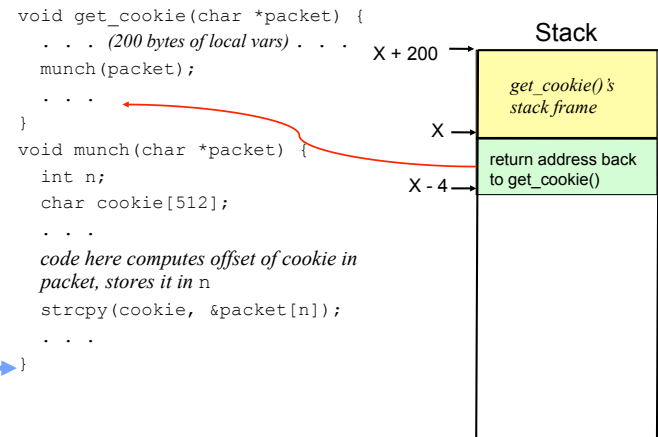 void get_cookie(char *packet) {
. . . (200 bytes of local vars) . . .
munch(packet);
. . .
}
void munch(char *packet) {
int n;
char cookie[512];
. . .
code here computes offset of cookie in
packet, stores it in n
strcpy(cookie, &packet[n]);
. . .
}
Stack
X + 200
get_cookie()'s
stack frame
X
return address back
to get_cookie()
X - 4